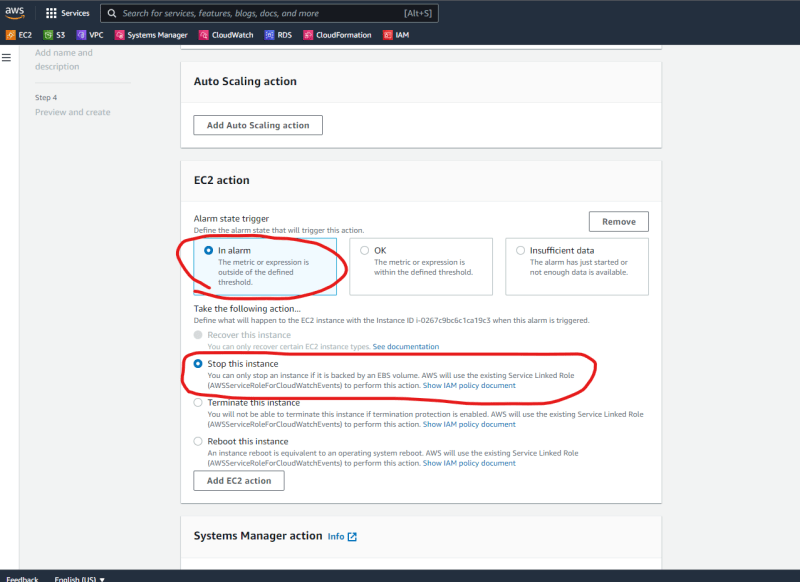 aws
Services
Search for services, features, blogs, docs, and more
[Alt+S]
EC2
S3
VPC
Systems Manager
CloudWatch
RDS
CloudFormation
IAM
Add name and
description
Step 4
Preview and create
Auto Scaling action
Add Auto Scaling action
EC2 action
Alarm state trigger
Define the alarm state that will trigger this action.
Remove
In alarm
The metric or expression is
outside of the defined
threshold.
OK
The metric or expression is
within the defined threshold.
Insufficient data
The alarm has just started or
not enough data is available.
Take the following action...
Define what will happen to the EC2 instance with the Instance ID i-0267c9bc6c1ca19c3 when this alarm is triggered.
Recover this instance
You can only recover certain EC2 instance types. See documentation
Stop this instance
You can only stop an instance if it is backed by an EBS volume. AWS will use the existing Service Linked Role
(AWSServiceRoleForCloudWatchEvents) to perform this action. Show IAM policy document
Terminate this instance
You will not be able to terminate this instance if termination protection is enabled. AWS will use the existing Service Linked Role
(AWSServiceRoleForCloudWatchEvents) to perform this action. Show IAM policy document
Reboot this instance
An instance reboot is equivalent to an operating system reboot. AWS will use the existing Service Linked Role
(AWSServiceRoleForCloudWatchEvents) to perform this action. Show IAM policy document
Add EC2 action
Systems Manager action Info
Feedback
English (US)